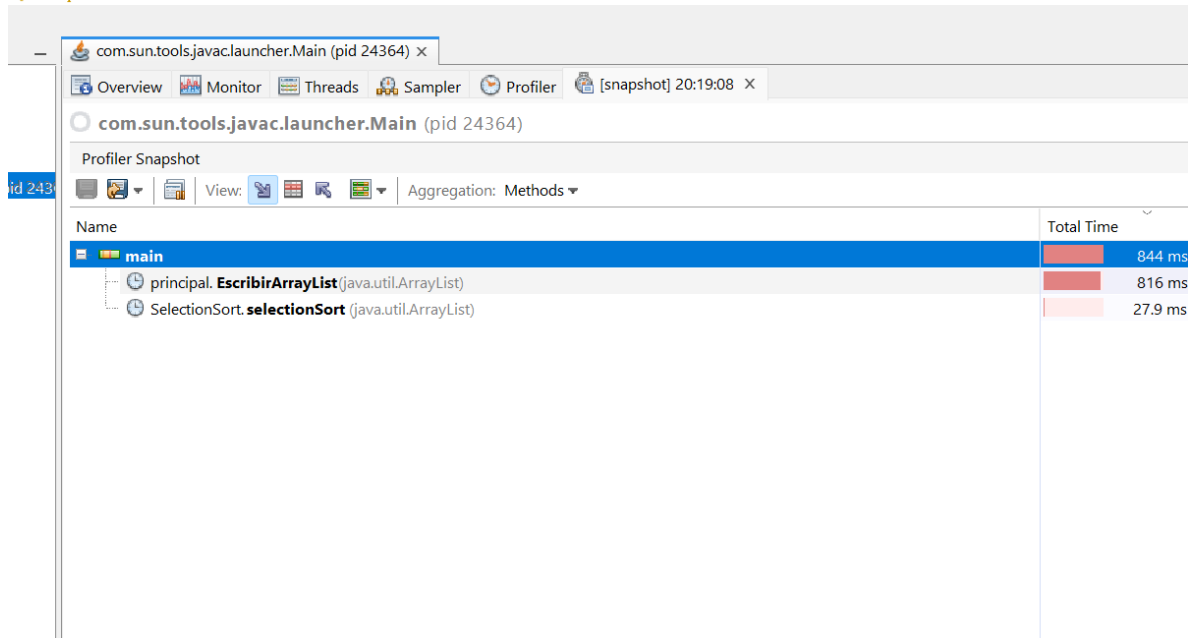 com.sun.tools.javac.launcher.Main (pid 24364) ×
Overview Monitor Threads Sampler Profiler [snapshot] 20:19:08 X
com.sun.tools.javac.launcher.Main (pid 24364)
Profiler Snapshot
id 243
View: Aggregation: Methods
Name Total Time
main 844 ms
principal.EscribirArrayList(java.util.ArrayList) 816 ms
SelectionSort.selectionSort (java.util.ArrayList) 27.9 ms